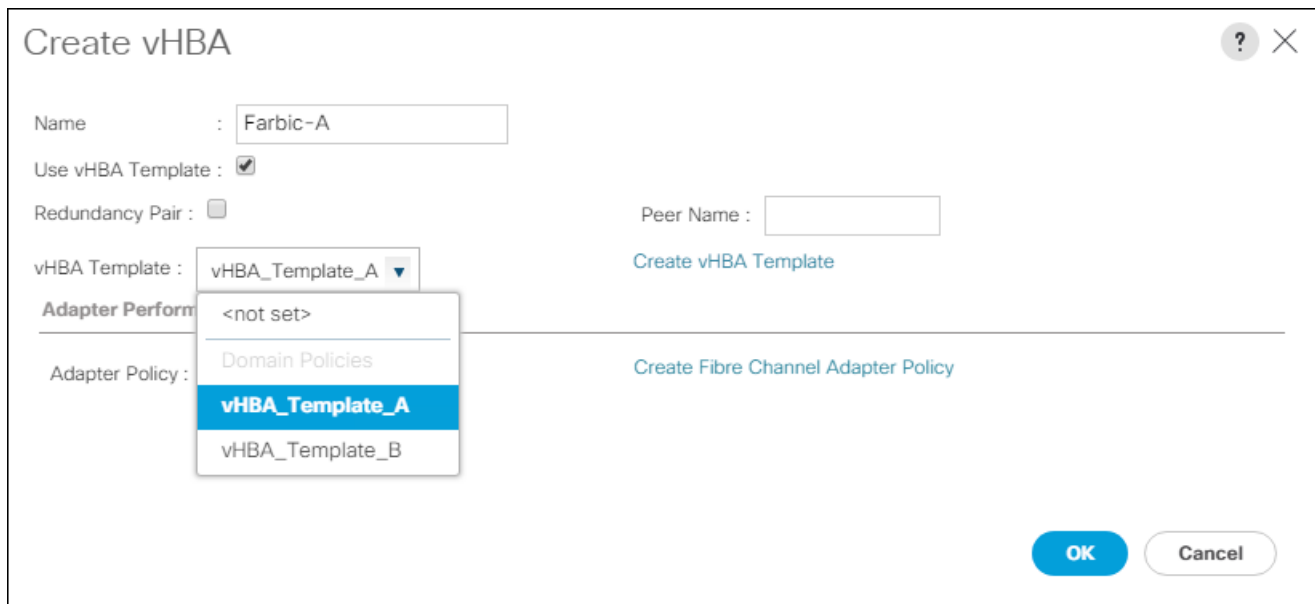 Create vHBA ?
Name : Farbic-A
Use vHBA Template :
Redundancy Pair : Peer Name :
vHBA Template : vHBA_Template_A Create vHBA Template
Adapter Perform
<not set>
Domain Policies
Adapter Policy : Create Fibre Channel Adapter Policy
vHBA_Template_A
vHBA_Template_B
OK Cancel